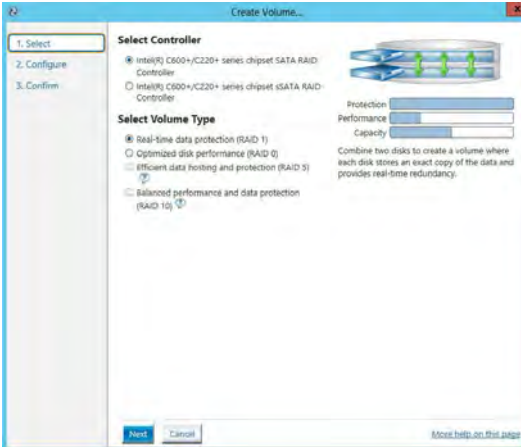 Create Volume...
1. Select
2. Configure
3. Confirm
Select Controller
Intel(R) C600+/C220+ series chipset SATA RAID
Controller
Intel(R) C600+/C220+ series chipset sSATA RAID
Controller
Select Volume Type
Real-time data protection (RAID 1)
Optimized disk performance (RAID 0)
Efficient data hosting and protection (RAID 5)
?
Balanced performance and data protection
(RAID 10) ?
Protection
Performance
Capacity
Combine two disks to create a volume where
each disk stores an exact copy of the data and
provides real-time redundancy.
Next
Cancel
More help on this page